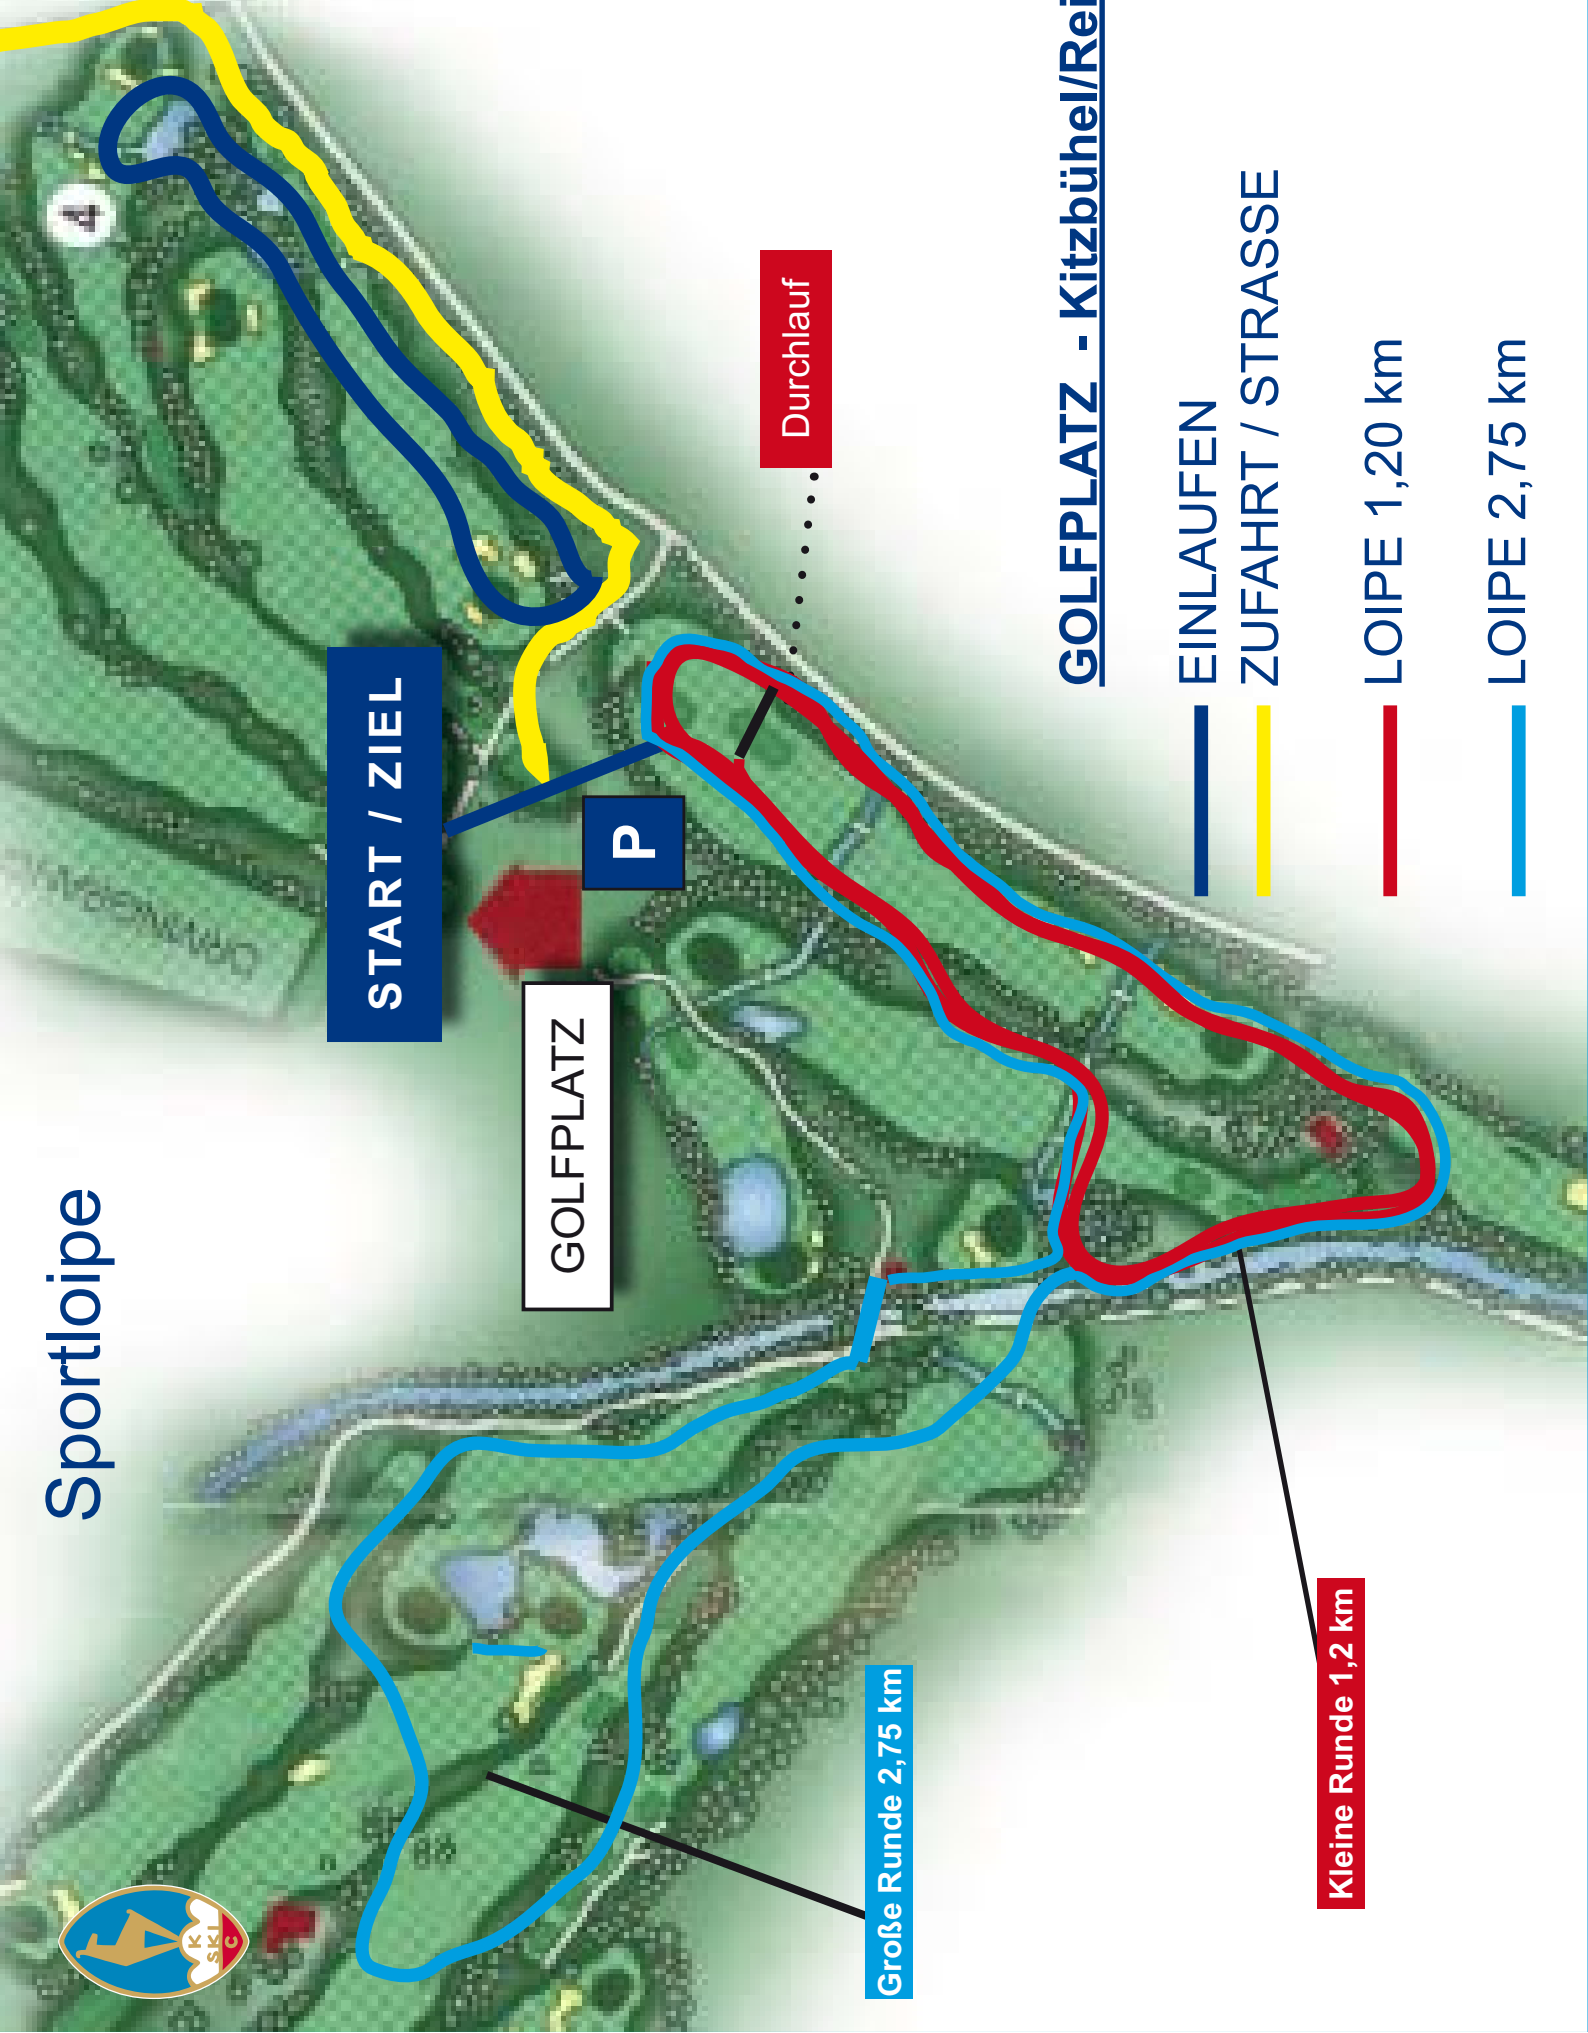 Sportloipe
START / ZIEL
GOLFPLATZ
P
4
Durchlauf
Große Runde 2,75 km
Kleine Runde 1,2 km
GOLFPLATZ - Kitzbühel/Rei
EINLAUFEN
ZUFAHRT / STRASSE
LOIPE 1,20 km
LOIPE 2,75 km
K
SKI
C